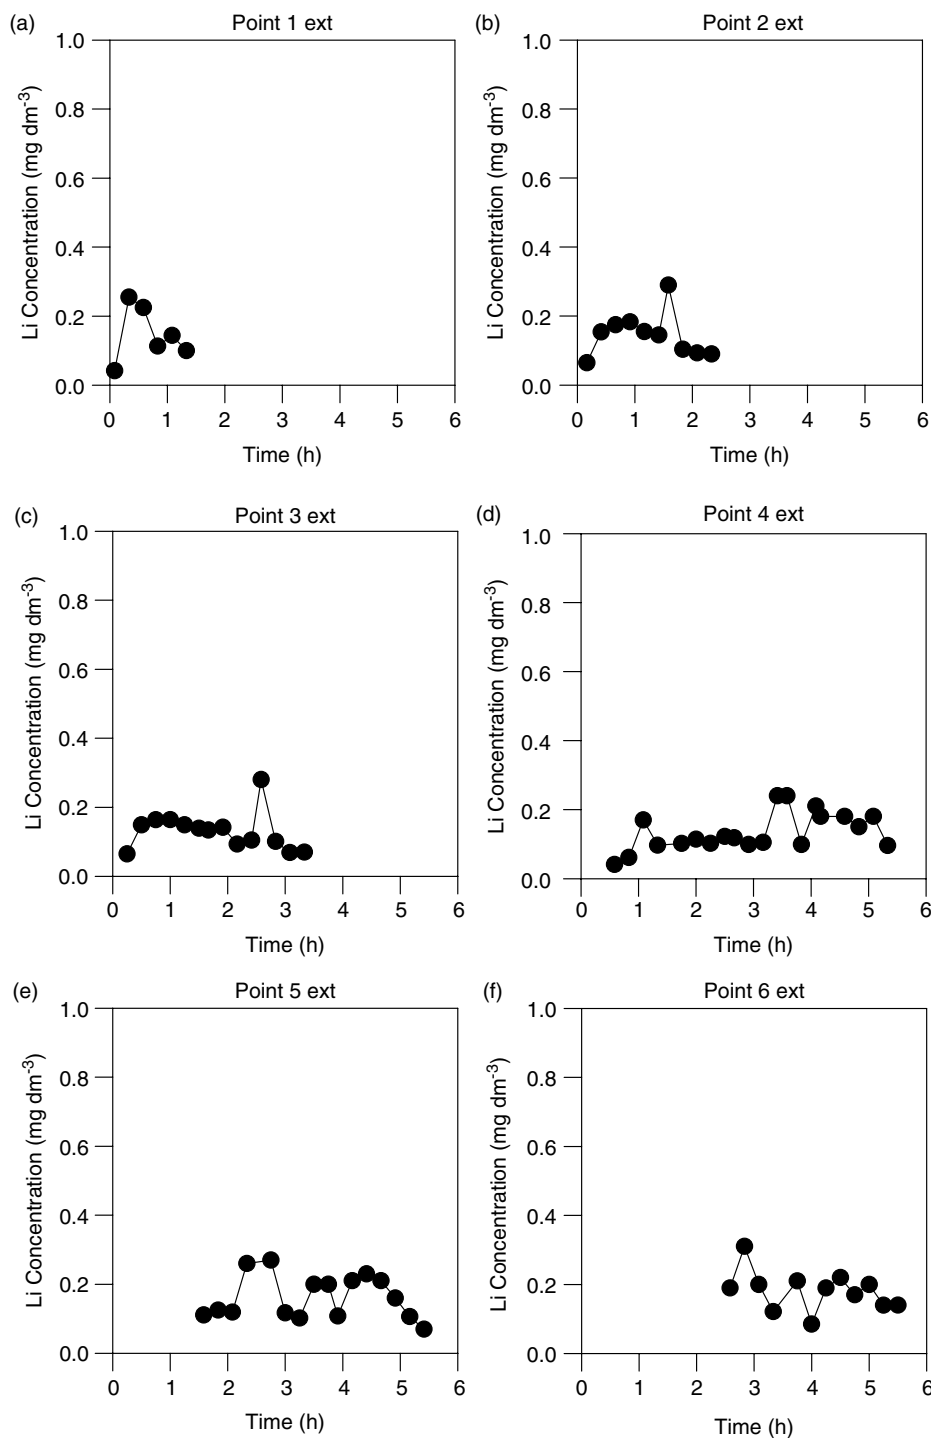 (a) Point 1 ext
Li Concentration (mg dm-3)
1.0
0.8
0.6
0.4
0.2
0.0
0 1 2 3 4 5 6
Time (h)
(b) Point 2 ext
Li Concentration (mg dm-3)
1.0
0.8
0.6
0.4
0.2
0.0
0 1 2 3 4 5 6
Time (h)
(c) Point 3 ext
Li Concentration (mg dm-3)
1.0
0.8
0.6
0.4
0.2
0.0
0 1 2 3 4 5 6
Time (h)
(d) Point 4 ext
Li Concentration (mg dm-3)
1.0
0.8
0.6
0.4
0.2
0.0
0 1 2 3 4 5 6
Time (h)
(e) Point 5 ext
Li Concentration (mg dm-3)
1.0
0.8
0.6
0.4
0.2
0.0
0 1 2 3 4 5 6
Time (h)
(f) Point 6 ext
Li Concentration (mg dm-3)
1.0
0.8
0.6
0.4
0.2
0.0
0 1 2 3 4 5 6
Time (h)